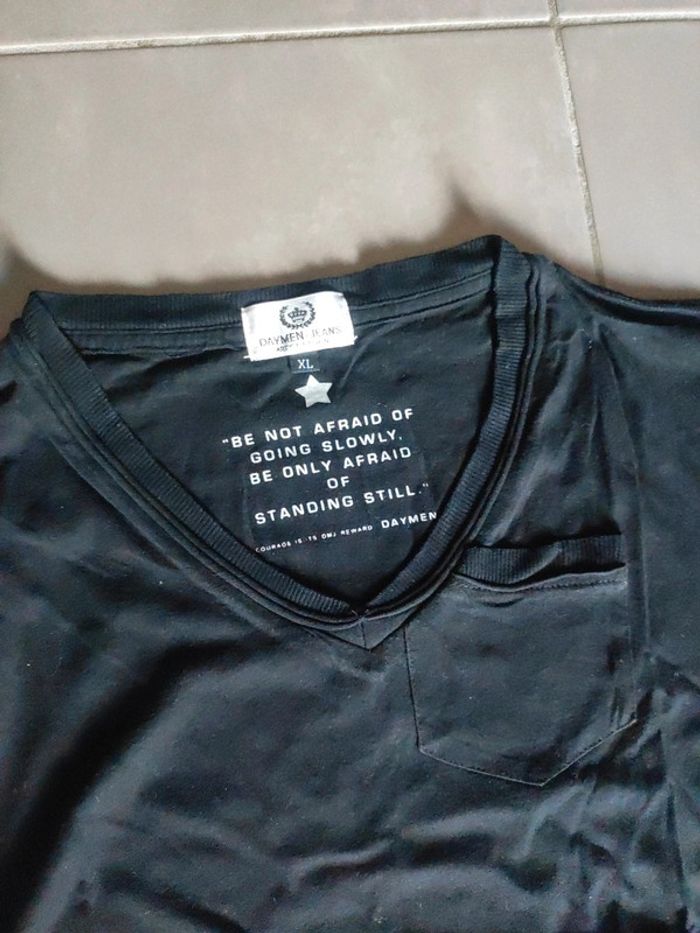 DAYMEN JEANS
XL
"BE NOT AFRAID OF
GOING SLOWLY,
BE ONLY AFRAID
OF
STANDING STILL."
DAYMEN